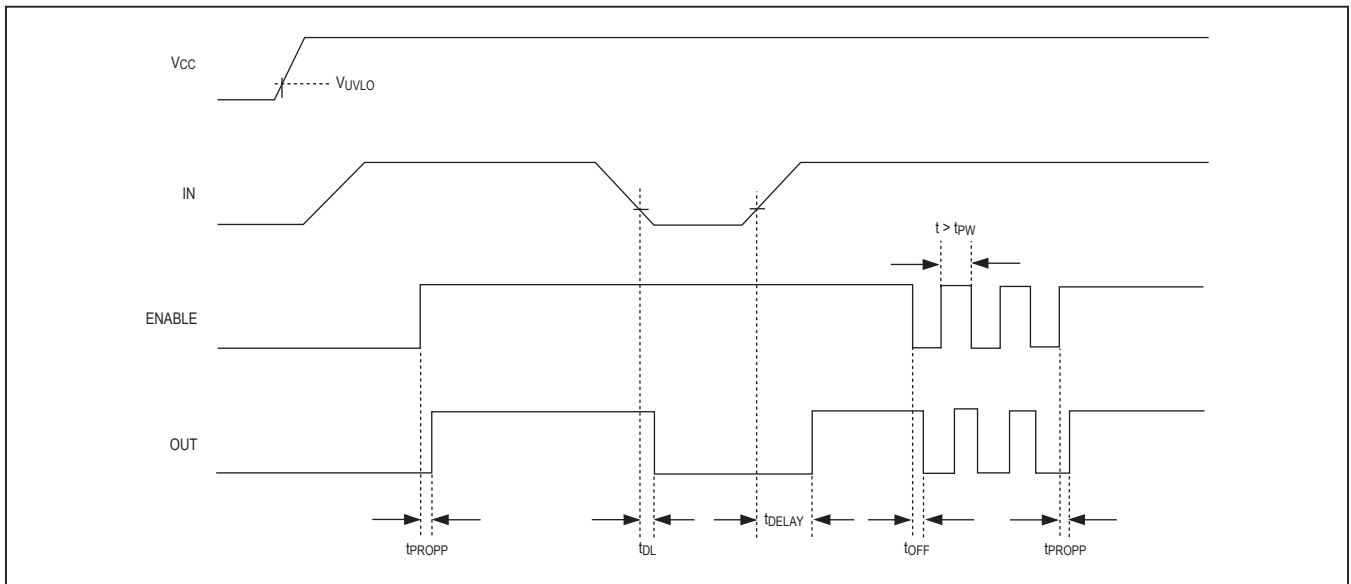 VCC
VUVLO
IN
t > tPW
ENABLE
OUT
tDELAY
tPROPP
tDL
tOFF
tPROPP